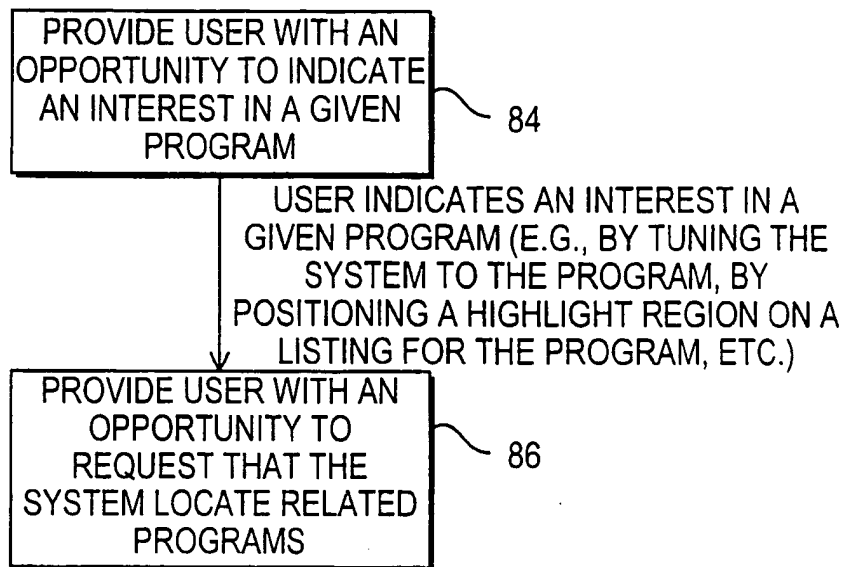 PROVIDE USER WITH AN
OPPORTUNITY TO INDICATE
AN INTEREST IN A GIVEN
PROGRAM
84
USER INDICATES AN INTEREST IN A
GIVEN PROGRAM (E.G., BY TUNING THE
SYSTEM TO THE PROGRAM, BY
POSITIONING A HIGHLIGHT REGION ON A
LISTING FOR THE PROGRAM, ETC.)
PROVIDE USER WITH AN
OPPORTUNITY TO
REQUEST THAT THE
SYSTEM LOCATE RELATED
PROGRAMS
86